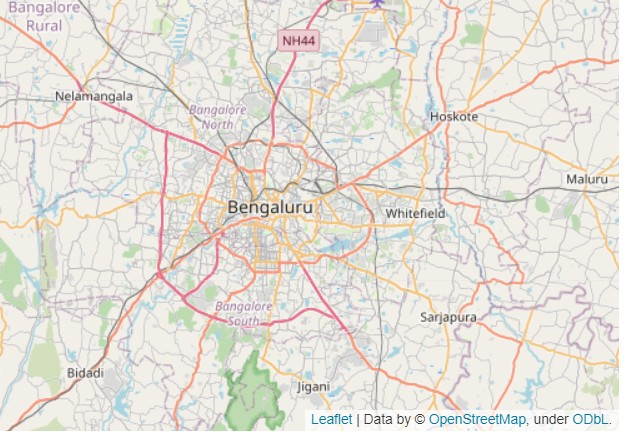 Bangalore
Rural
NH44
Nelamangala
Bangalore
North
Hoskote
Maluru
Bengaluru
Whitefield
Bangalore
South
Sarjapura
Bidadi
Jigani
Leaflet | Data by © OpenStreetMap, under ODbL.